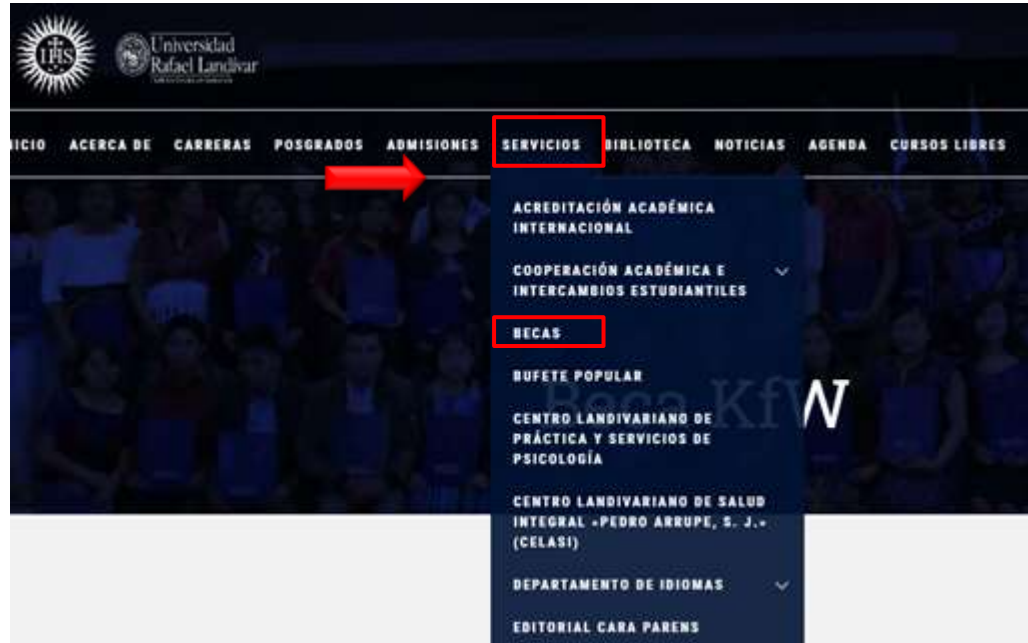 IHS
Universidad
Rafael Landívar
ICIO ACERCA DE CARRERAS POSGRADOS ADMISIONES SERVICIOS BIBLIOTECA NOTICIAS AGENDA CURSOS LIBRES
ACREDITACIÓN ACADÉMICA
INTERNACIONAL
COOPERACIÓN ACADÉMICA E
INTERCAMBIOS ESTUDIANTILES
BECAS
BUFETE POPULAR
Beca KfW
CENTRO LANDIVARIANO DE
PRÁCTICA Y SERVICIOS DE
PSICOLOGÍA
CENTRO LANDIVARIANO DE SALUD
INTEGRAL «PEDRO ARRUPE, S. J.»
(CELASI)
DEPARTAMENTO DE IDIOMAS
EDITORIAL CARA PARENS